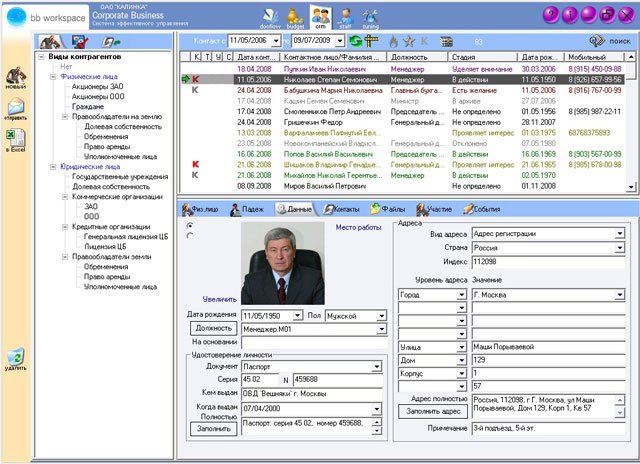 bb workspace
ОАО "КАЛИНКА"
Corporate Business
Система эффективного управления
docflow
budget
crm
staff
tuning
новый
отправить
в Excel
удалить
Виды контрагентов
Нет
Физические лица
Акционеры ЗАО
Акционеры ООО
Граждане
Правообладатели на землю
Долевая собственность
Обременения
Право аренды
Уполномоченные лица
Юридические лица
Государственные учреждения
Долевая собственность
Коммерческие организации
ЗАО
ООО
Кредитные организации
Генеральная лицензия ЦБ
Лицензия ЦБ
Правообладатели земли
Обременения
Право аренды
Уполномоченные лица
Контакт с 11/05/2006 по 09/07/2009 K 83 поиск
К Т Дата конт... Контактное лицо/Фамилия ... Должность Стадия Дата рож... Мобильный
18.04.2008 Пупкин Иван Николаевич Менеджер Уделяет внимание 30.03.2006 8 (915) 450-09-88
К 11.05.2006 Николаев Степан Семонович Менеджер В действии 11.05.1950 8 (926) 657-99-56
К 24.04.2008 Бабушкина Мария Николаевна Главный бухга... Есть желание 11.05.2006 8 (916) 767-00-99
17.04.2008 Кашин Семен Семенович Министр В архиве 27.07.2006
17.04.2008 Смоленников Петр Андреевич Председатель ... Не определено 01.05.1956 8 (985) 987-22-11
24.04.2008 Гришечкин Федор Генеральный д... Не определено 28.11.2007
13.03.2008 Варфаламеев Пафнутий Евл... Проявляет интерес 01.03.1975 68768375893
23.05.2008 Новокомпанейский Владисл... Генеральный д... Отклонено 07.05.1980
16.06.2008 Попов Василий Васильевич Председатель ... В действии 16.06.1969 8 (903) 567-00-99
К 21.06.2008 Шишаков Владимир Геннадье... Генеральный д... Проявляет интерес 21.06.1965 8 (985) 678-00-98
К 21.06.2008 Михайлов Николай Терентье... Генеральный д... В действии 02.05.1970
08.09.2008 Миров Василий Петрович Не определено 01.11.2008
Физ.лицо
Падеж
Данные
Контакты
Файлы
Участие
События
Место работы
Увеличить
Дата рождения 11/05/1950 Пол Мужской
Должность Менеджер.М01
На основании
Удостоверение личности
Документ Паспорт
Серия 45 02 N 459688
Кем выдан ОВД 'Вешняки' г. Москвы
Когда выдан 07/04/2000
Полностью Паспорт: серия 45 02, номер 459688,
Заполнить
Адреса
Вид адреса Адрес регистрации
Страна Россия
Индекс 112098
Уровень адреса Значение
Город Г. Москва
Улица Маши Порываевой
Дом 129
Корпус 1
57
Адрес полностью Россия, 112098, г Г. Москва, ул Маши
Заполнить адрес Порываевой, Дом 129, Корп 1, Кв 57
Примечание 3-й подъезд, 5-й эт.